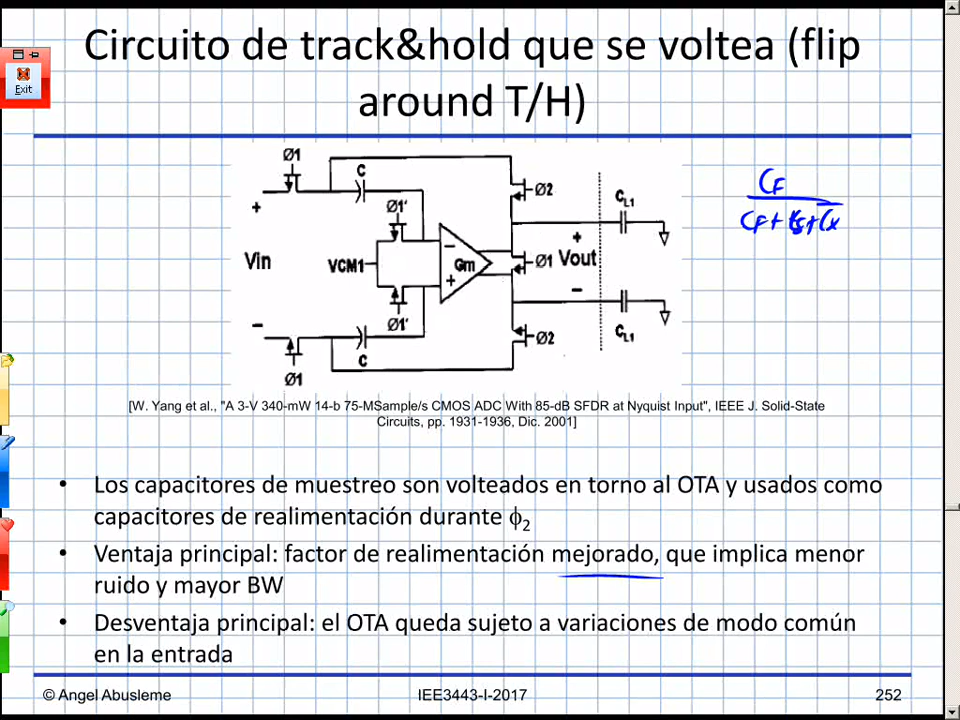 Circuito de track&hold que se voltea (flip
around T/H)
Exit
Ø1
C
Ø1'
Ø2
CL1
+
Vin
VCM1
−
Gm
+
Ø1
+
Vout
−
−
Ø1'
C
Ø1
Ø2
CL1
CF
CF + Cs + Cx
[W. Yang et al., "A 3-V 340-mW 14-b 75-MSample/s CMOS ADC With 85-dB SFDR at Nyquist Input", IEEE J. Solid-State
Circuits, pp. 1931-1936, Dic. 2001]
• Los capacitores de muestreo son volteados en torno al OTA y usados como
capacitores de realimentación durante ϕ2
• Ventaja principal: factor de realimentación mejorado, que implica menor
ruido y mayor BW
• Desventaja principal: el OTA queda sujeto a variaciones de modo común
en la entrada
© Angel Abusleme
IEE3443-I-2017
252